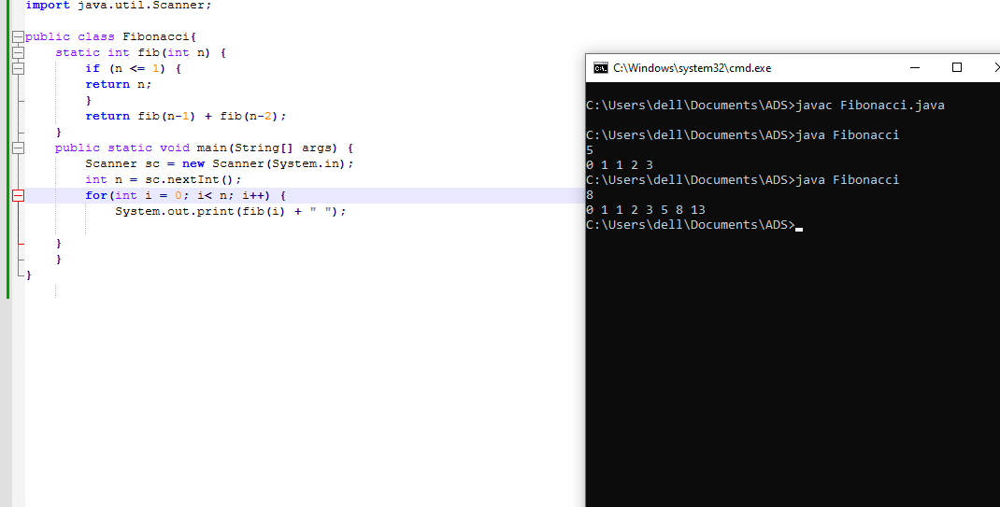 import java.util.Scanner;
public class Fibonacci{
static int fib(int n) {
if (n <= 1) {
return n;
}
return fib(n-1) + fib(n-2);
}
public static void main(String[] args) {
Scanner sc = new Scanner(System.in);
int n = sc.nextInt();
for(int i = 0; i< n; i++) {
System.out.print(fib(i) + " ");
}
}
}
C:\Windows\system32\cmd.exe
C:\Users\dell\Documents\ADS>javac Fibonacci.java
C:\Users\dell\Documents\ADS>java Fibonacci
5
0 1 1 2 3
C:\Users\dell\Documents\ADS>java Fibonacci
8
0 1 1 2 3 5 8 13
C:\Users\dell\Documents\ADS>